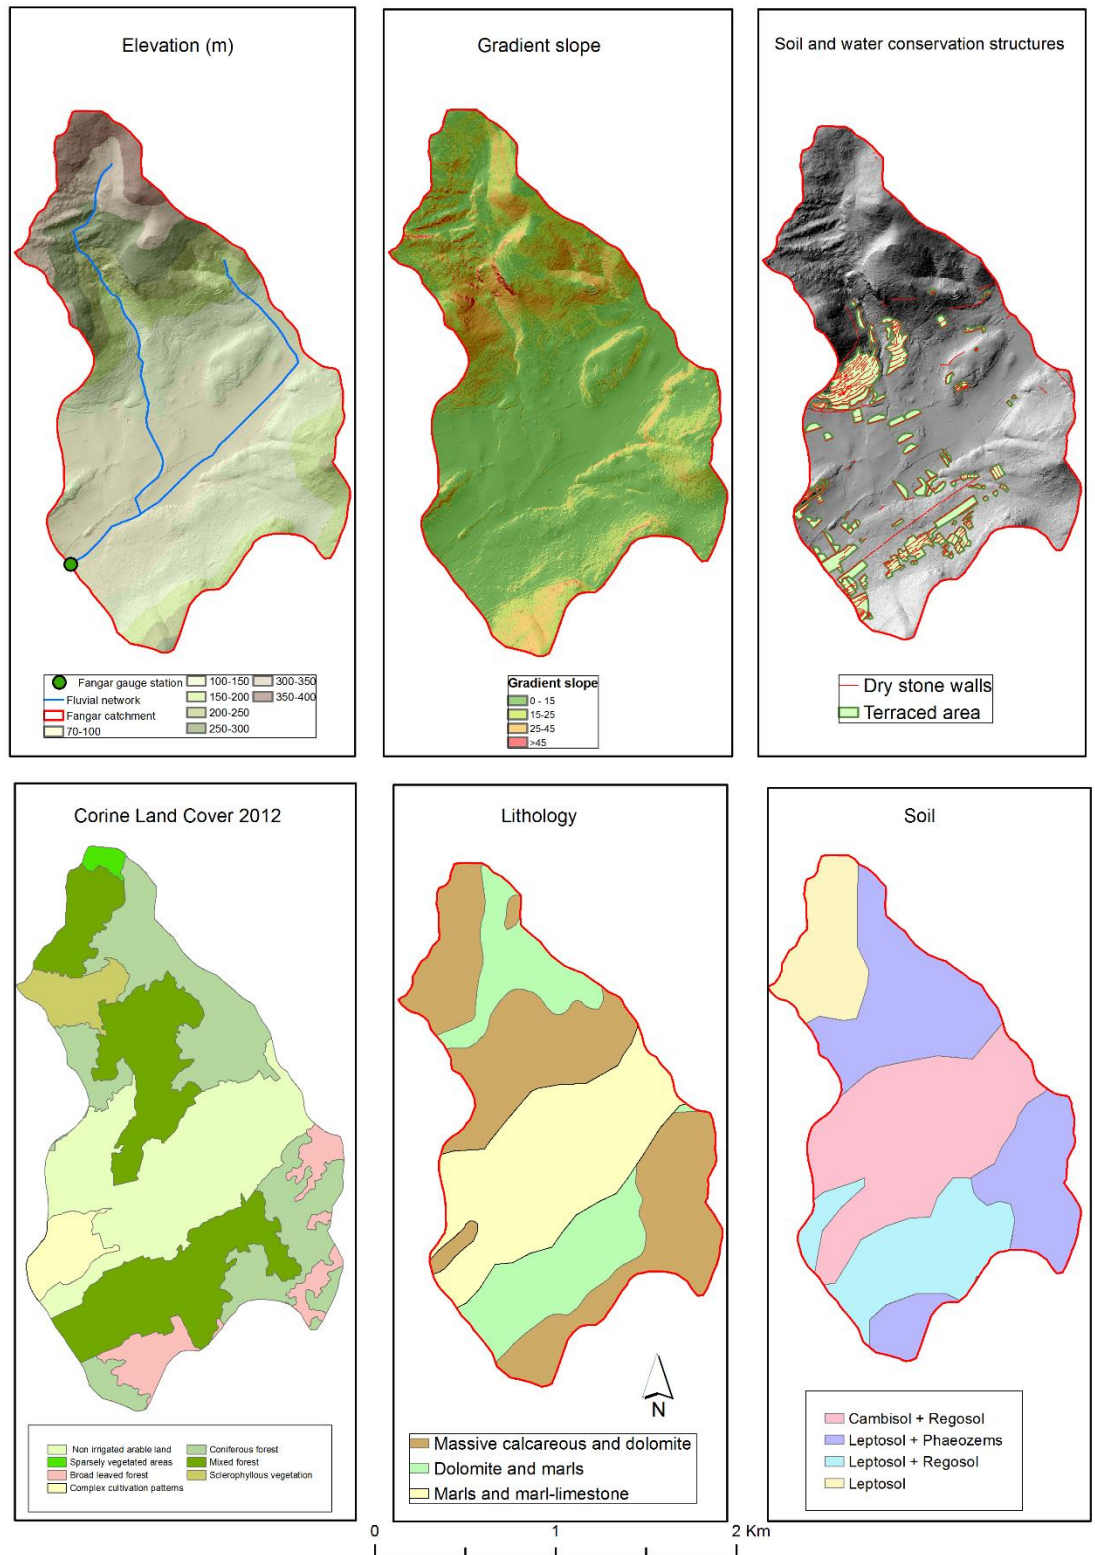 Elevation (m)
Gradient slope
Soil and water conservation structures
Fangar gauge station
Fluvial network
Fangar catchment
70-100
100-150
150-200
200-250
250-300
300-350
350-400
Gradient slope
0 - 15
15-25
25-45
>45
Dry stone walls
Terraced area
Corine Land Cover 2012
Lithology
Soil
Non irrigated arable land
Sparsely vegetated areas
Broad leaved forest
Complex cultivation patterns
Coniferous forest
Mixed forest
Sclerophyllous vegetation
N
Massive calcareous and dolomite
Dolomite and marls
Marls and marl-limestone
Cambisol + Regosol
Leptosol + Phaeozems
Leptosol + Regosol
Leptosol
0 1 2 Km